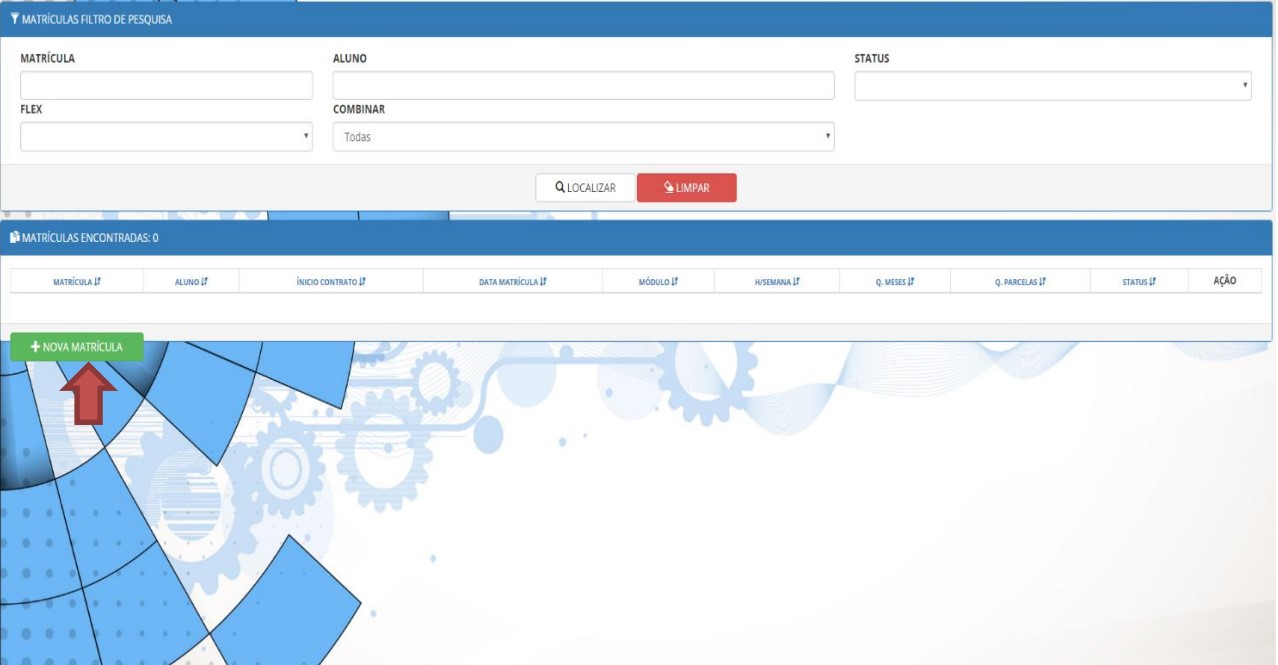 MATRÍCULAS FILTRO DE PESQUISA
MATRÍCULA ALUNO STATUS
FLEX COMBINAR
Todas
LOCALIZAR LIMPAR
MATRÍCULAS ENCONTRADAS: 0
MATRÍCULA ALUNO ÍNICIO CONTRATO DATA MATRÍCULA MÓDULO H/SEMANA Q. MESES Q. PARCELAS STATUS AÇÃO
NOVA MATRÍCULA